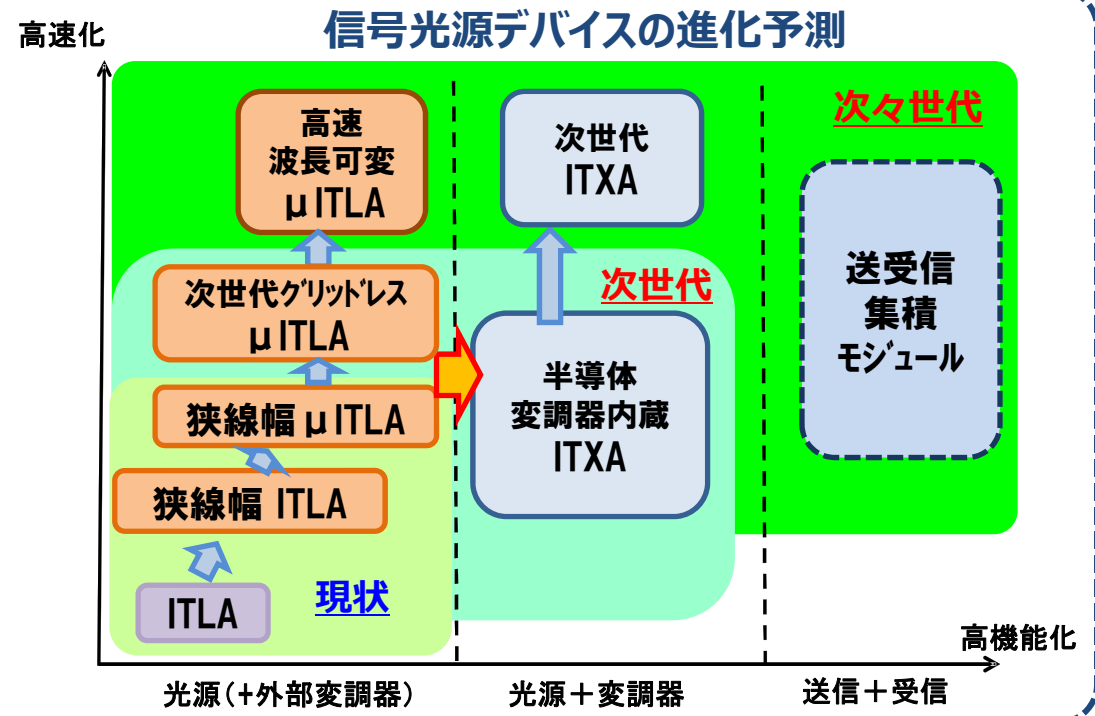 信号光源デバイスの進化予測
高速化
高速
波長可変
μ ITLA
次世代
ITXA
次々世代
次世代グリッドレス
μ ITLA
次世代
送受信
集積
モジュール
半導体
変調器内蔵
ITXA
狭線幅 μ ITLA
狭線幅 ITLA
ITLA
現状
高機能化
光源(+外部変調器)
光源+変調器
送信+受信